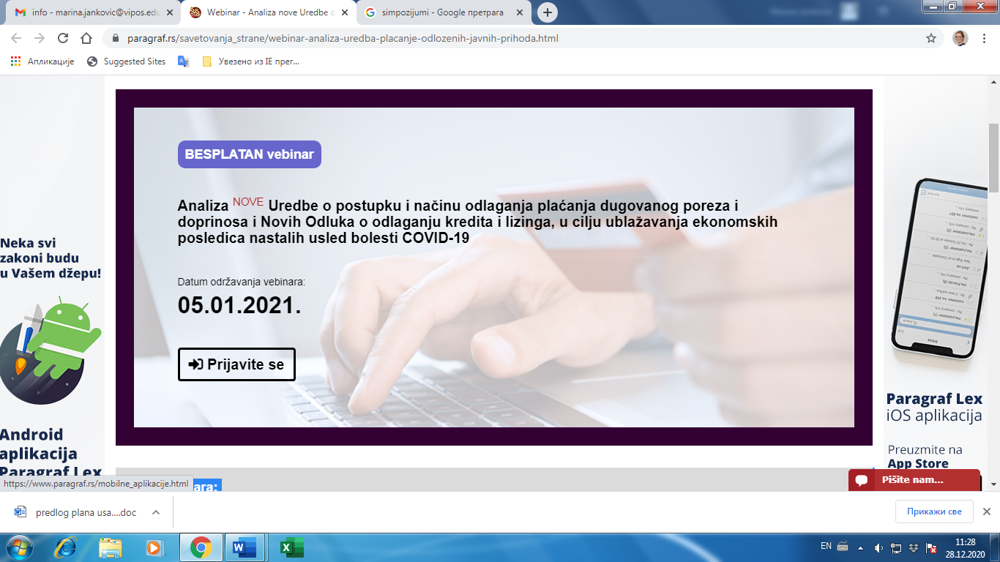 info - marina.jankovic@vipos.edu
Webinar - Analiza nove Uredbe o
simpozijumi - Google претрага
paragraf.rs/savetovanja_strane/webinar-analiza-uredba-placanje-odlozenih-javnih-prihoda.html
Апликације
Suggested Sites
Увезено из IE прег...
BESPLATAN vebinar
Analiza NOVE Uredbe o postupku i načinu odlaganja plaćanja dugovanog poreza i
doprinosa i Novih Odluka o odlaganju kredita i lizinga, u cilju ublažavanja ekonomskih
posledica nastalih usled bolesti COVID-19
Datum održavanja vebinara:
05.01.2021.
Prijavite se
Neka svi
zakoni budu
u Vašem džepu!
Android
aplikacija
Paragraf Lex
Paragraf Lex
iOS aplikacija
Preuzmite na
App Store
https://www.paragraf.rs/mobilne_aplikacije.html
ara:
Pišite nam...
predlog plana usa....doc
Прикажи све
EN
11:28
28.12.2020